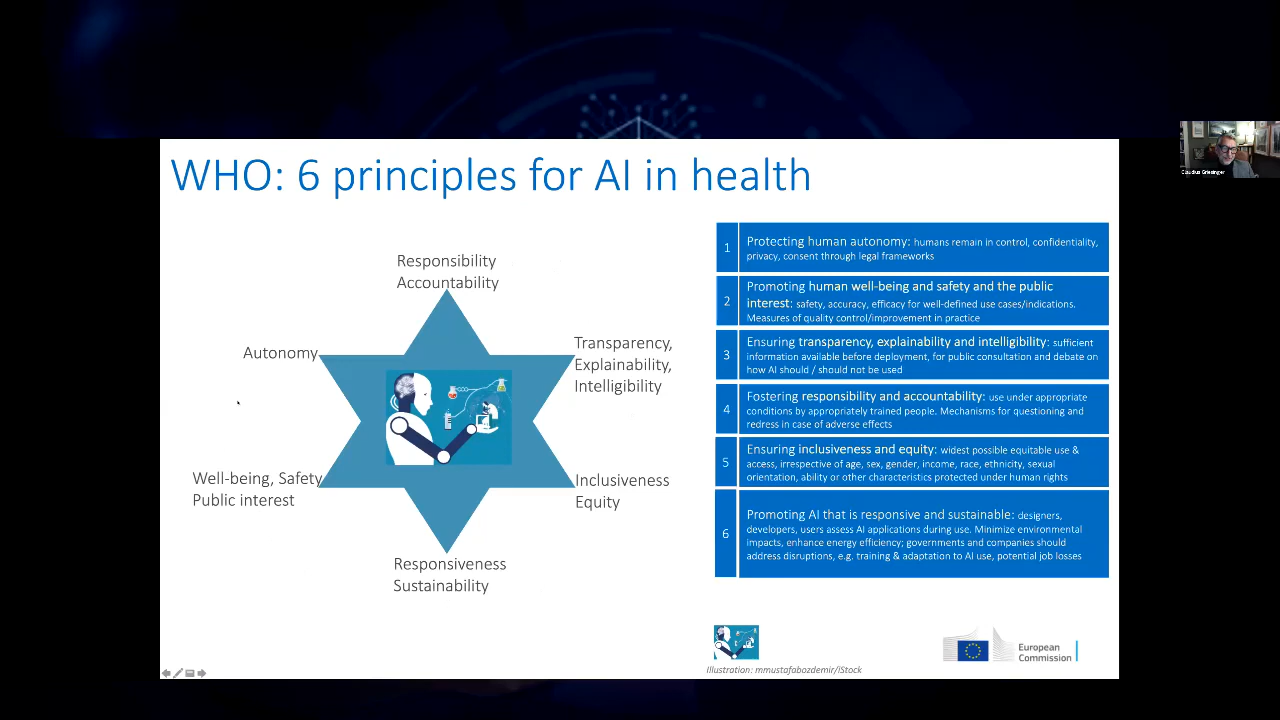 WHO: 6 principles for AI in health
Responsibility
Accountability
Autonomy
Transparency,
Explainability,
Intelligibility
Well-being, Safety
Public interest
Inclusiveness
Equity
Responsiveness
Sustainability
1
Protecting human autonomy: humans remain in control, confidentiality,
privacy, consent through legal frameworks
2
Promoting human well-being and safety and the public
interest: safety, accuracy, efficacy for well-defined use cases/indications.
Measures of quality control/improvement in practice
3
Ensuring transparency, explainability and intelligibility: sufficient
information available before deployment, for public consultation and debate on
how AI should / should not be used
4
Fostering responsibility and accountability: use under appropriate
conditions by appropriately trained people. Mechanisms for questioning and
redress in case of adverse effects
5
Ensuring inclusiveness and equity: widest possible equitable use &
access, irrespective of age, sex, gender, income, race, ethnicity, sexual
orientation, ability or other characteristics protected under human rights
6
Promoting AI that is responsive and sustainable: designers,
developers, users assess AI applications during use. Minimize environmental
impacts, enhance energy efficiency; governments and companies should
address disruptions, e.g. training & adaptation to AI use, potential job losses
Illustration: mmustafabozdemir/iStock
European
Commission
Claudius Griesinger